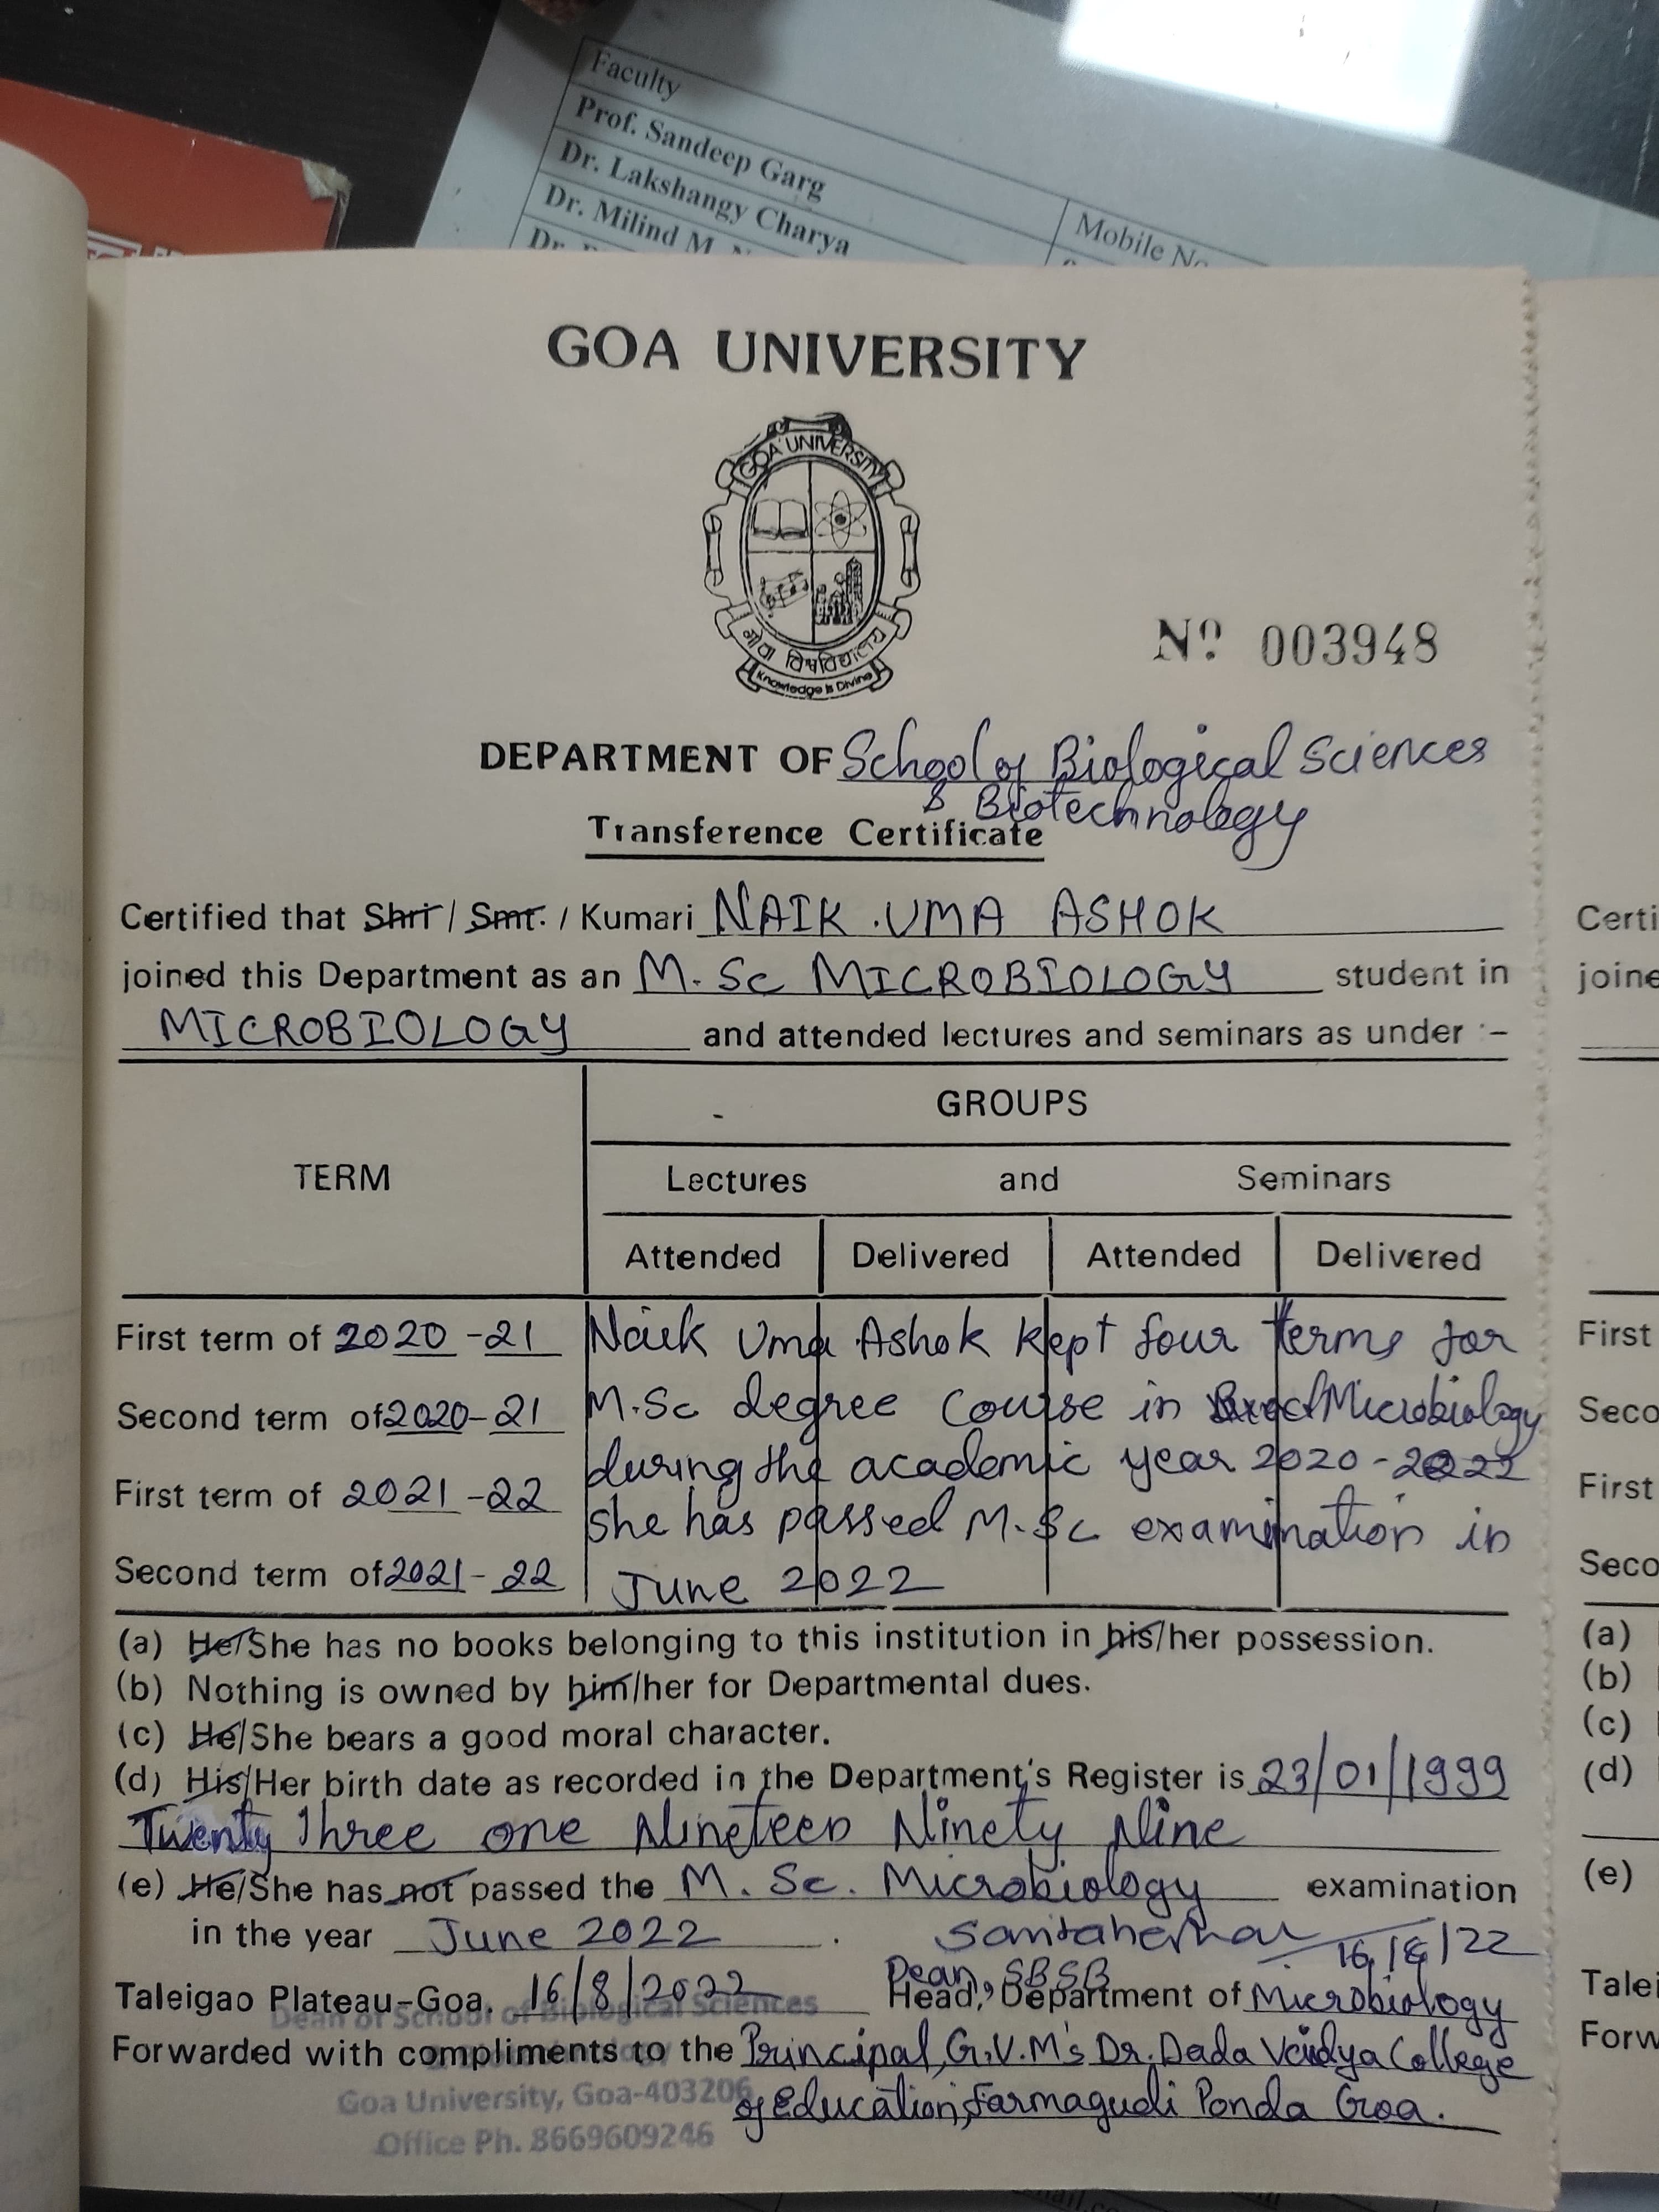 Faculty
Prof. Sandeep Garg
Dr. Lakshangy Charya
Dr. Milind M.
Dr.
Mobile No
GOA UNIVERSITY
GOA UNIVERSITY
गोवा विश्वविद्यालय
Knowledge is Divine
Nº 003948
DEPARTMENT OF School of Biological Sciences
& Biotechnology
Transference Certificate
Certified that Shri / Smt. / Kumari NAIK UMA ASHOK
joined this Department as an M.Sc MICROBIOLOGY student in
MICROBIOLOGY and attended lectures and seminars as under :–
GROUPS
TERM
Lectures and Seminars
Attended Delivered Attended Delivered
First term of 2020-21 Naik Uma Ashok kept four terms for
Second term of 2020-21 M.Sc degree course in Microbiology
during the academic year 2020-2022
First term of 2021-22 She has passed M.Sc examination in
Second term of 2021-22 June 2022
(a) He/She has no books belonging to this institution in his/her possession.
(b) Nothing is owned by him/her for Departmental dues.
(c) He/She bears a good moral character.
(d) His/Her birth date as recorded in the Department's Register is 23/01/1999
Twenty Three one Nineteen Ninety Nine
(e) He/She has not passed the M. Sc. Microbiology examination
in the year June 2022.
16/8/22
Dean, SBSB
Taleigao Plateau-Goa. 16/8/2022 Head, Department of Microbiology
Dean of School of Biological Sciences
Forwarded with compliments to the Principal, G.V.M's Dr. Dada Vaidya College
of Education, Farmagudi Ponda Goa.
Goa University, Goa-403206
Office Ph. 8669609246
Certi
joine
First
Seco
First
Seco
(a)
(b)
(c)
(d)
(e)
Talei
Forw